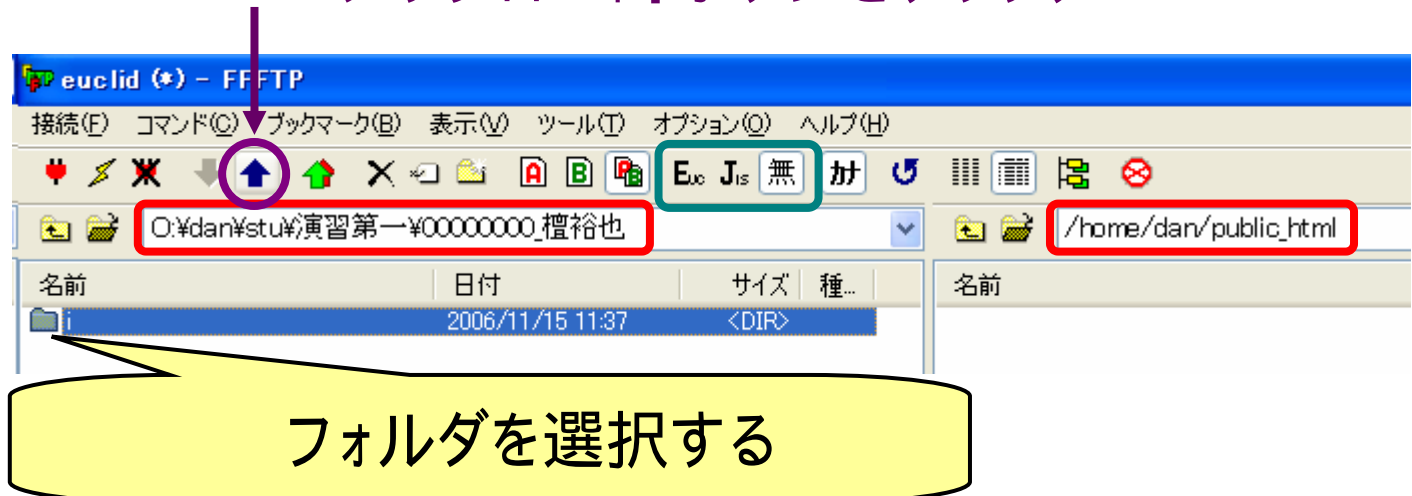 euclid (*) - FFFTP
接続(F) コマンド(C) ブックマーク(B) 表示(V) ツール(T) オプション(O) ヘルプ(H)
A B Euc Jis 無 カナ
O:¥dan¥stu¥演習第一¥00000000_檀裕也 /home/dan/public_html
名前 日付 サイズ 種... 名前
i 2006/11/15 11:37 <DIR>
フォルダを選択する